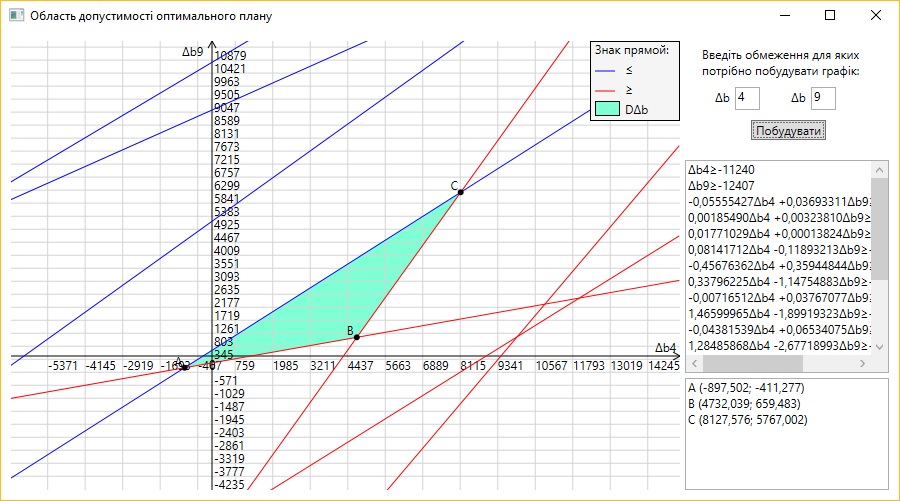 Область допустимості оптимального плану
Δb9
10879
10421
9963
9505
9047
8589
8131
7673
7215
6757
6299
5841
5383
4925
4467
4009
3551
3093
2635
2177
1719
1261
803
345
-571
-1029
-1487
-1945
-2403
-2861
-3319
-3777
-4235
Δb4
-5371 -4145 -2919 759 1985 3211 4437 5663 6889 8115 9341 10567 11793 13019 14245
A
B
C
Знак прямої:
≤
≥
DΔb
Введіть обмеження для яких
потрібно побудувати графік:
Δb 4 Δb 9
Побудувати
Δb4≥-11240
Δb9≥-12407
-0,05555427Δb4 +0,03693311Δb9≥
0,00185490Δb4 +0,00323810Δb9≥-
0,01771029Δb4 +0,00013824Δb9≥-
0,08141712Δb4 -0,11893213Δb9≥-
-0,45676362Δb4 +0,35944844Δb9≥
0,33796225Δb4 -1,14754883Δb9≥-
-0,00716512Δb4 +0,03767077Δb9≥
1,46599965Δb4 -1,89919323Δb9≥-
-0,04381539Δb4 +0,06534075Δb9≥
1,28485868Δb4 -2,67718993Δb9≥-
A (-897,502; -411,277)
B (4732,039; 659,483)
C (8127,576; 5767,002)